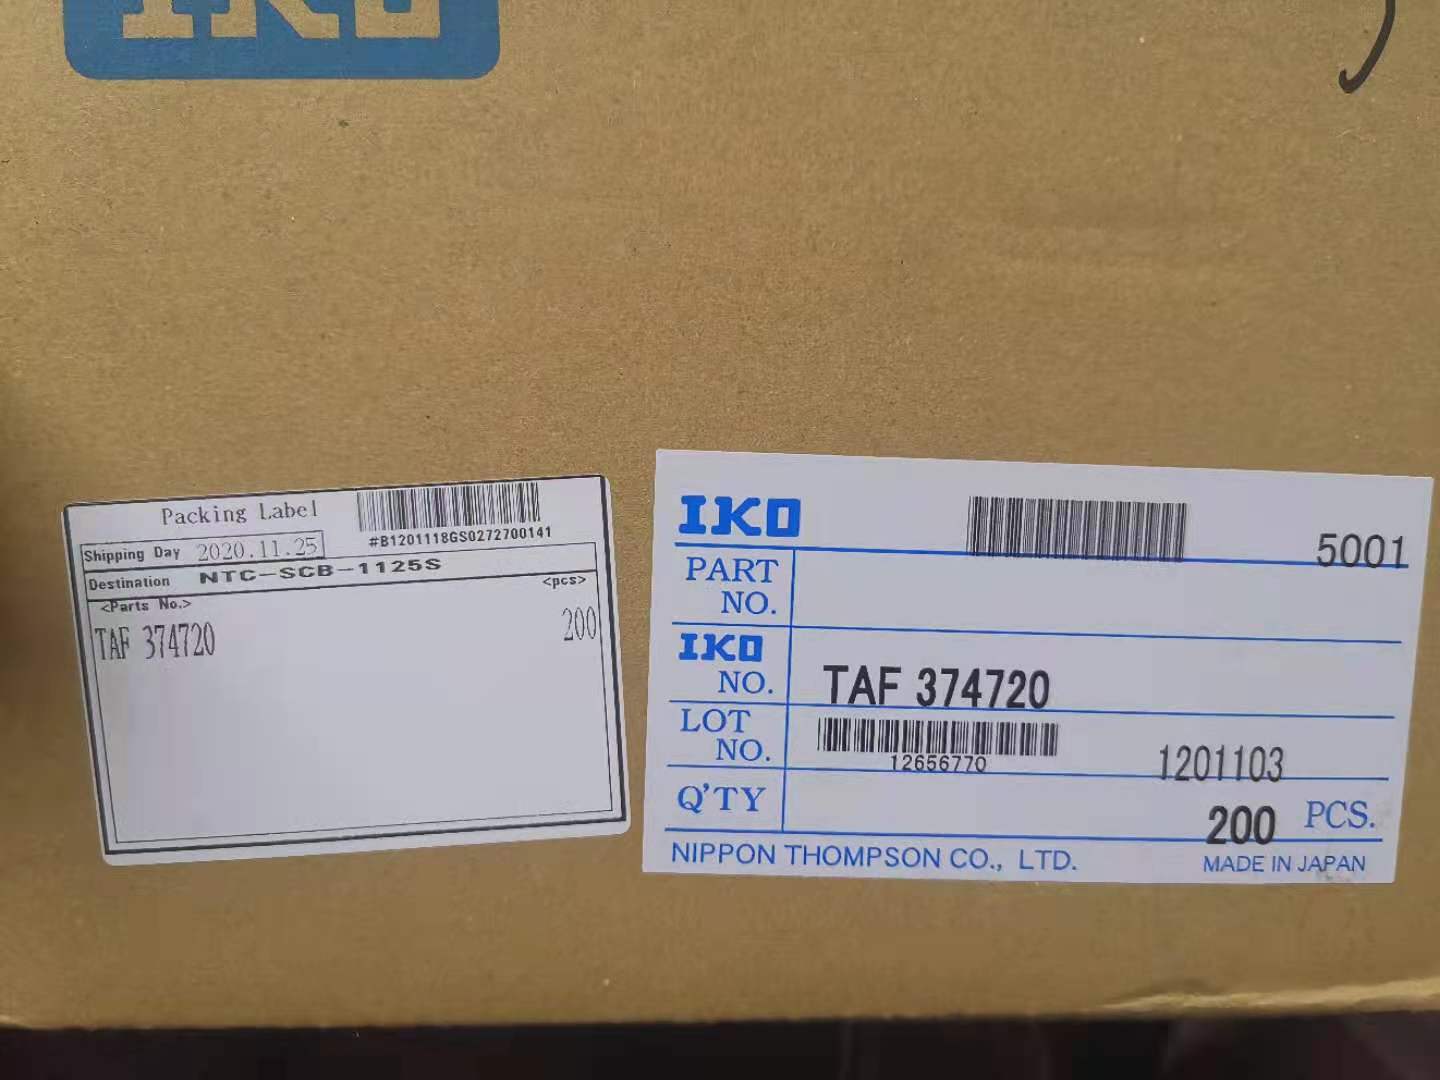 IKO
Packing Label
#B1201118GS0272700141
Shipping Day 2020.11.25
Destination NTC-SCB-1125S
<Parts No.> <pcs>
TAF 374720 200
IKO 5001
PART
NO.
IKO
NO. TAF 374720
LOT
NO. 12656770 1201103
Q'TY 200 PCS.
NIPPON THOMPSON CO., LTD. MADE IN JAPAN